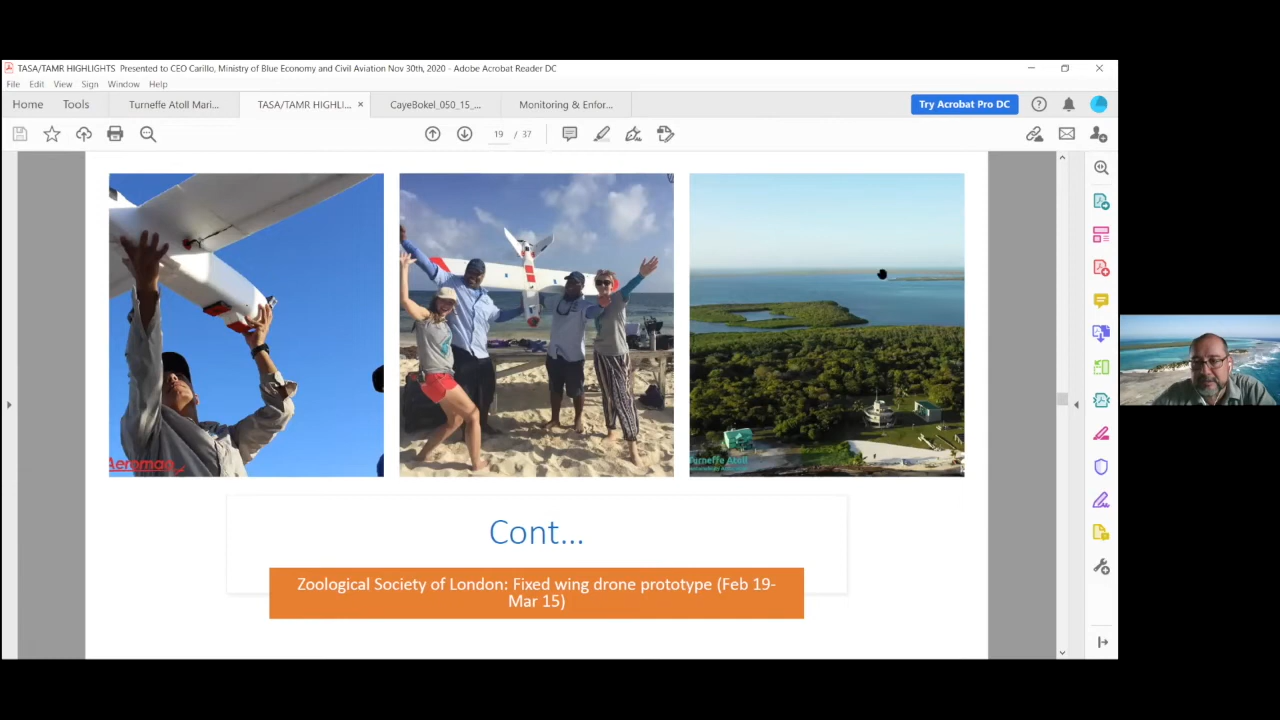 TASA/TAMR HIGHLIGHTS Presented to CEO Carillo, Ministry of Blue Economy and Civil Aviation Nov 30th, 2020 - Adobe Acrobat Reader DC
File Edit View Sign Window Help
Home Tools Turneffe Atoll Mari... TASA/TAMR HIGHLI... × CayeBokel_050_15_... Monitoring & Enfor... Try Acrobat Pro DC
19 / 37
Aeromao
Turneffe Atoll
Cont...
Zoological Society of London: Fixed wing drone prototype (Feb 19-
Mar 15)